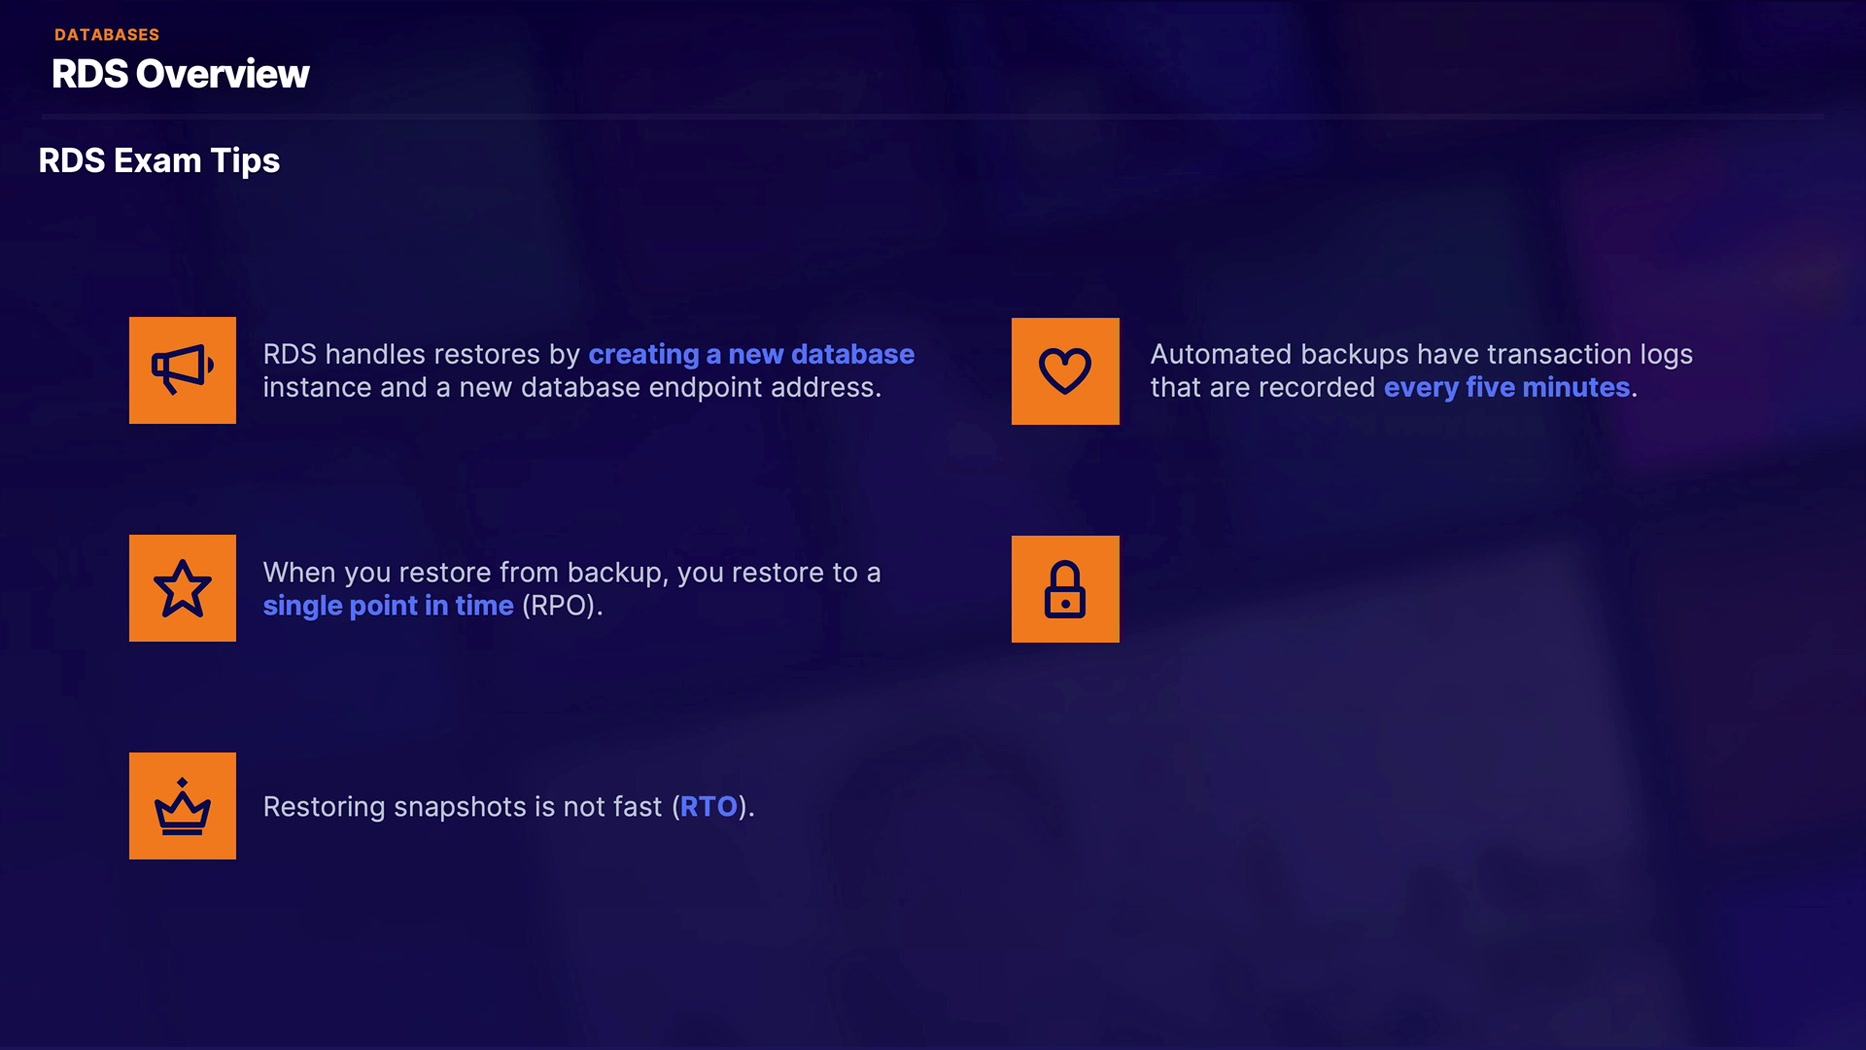 DATABASES
RDS Overview
RDS Exam Tips
RDS handles restores by creating a new database
instance and a new database endpoint address.
When you restore from backup, you restore to a
single point in time (RPO).
Restoring snapshots is not fast (RTO).
Automated backups have transaction logs
that are recorded every five minutes.